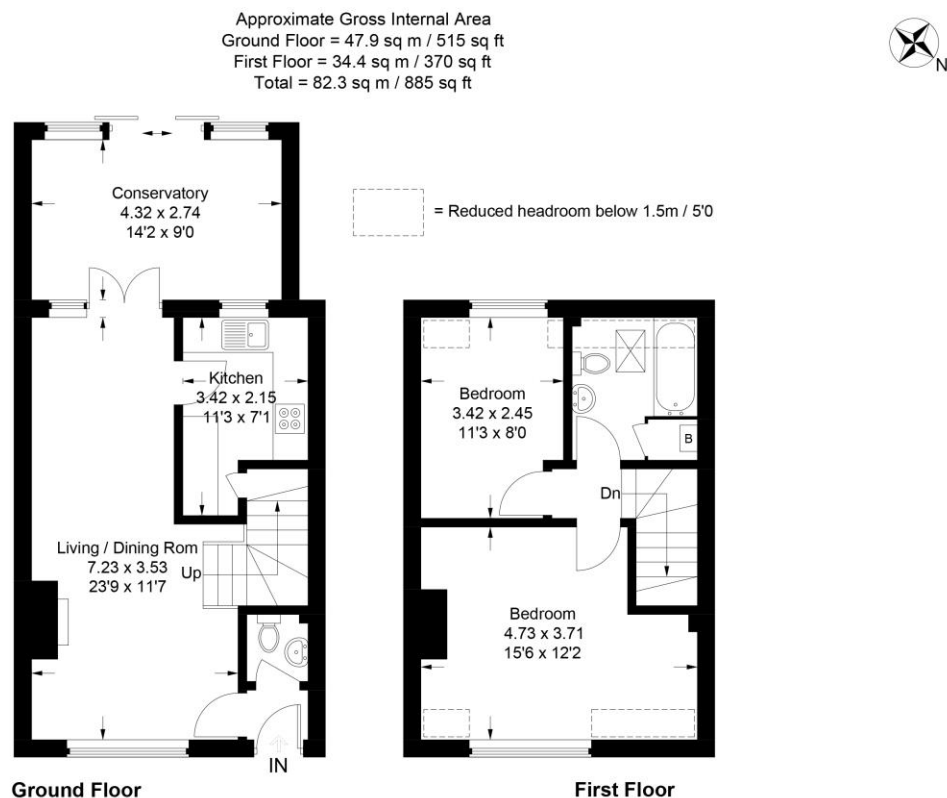 Approximate Gross Internal Area
Ground Floor = 47.9 sq m / 515 sq ft
First Floor = 34.4 sq m / 370 sq ft
Total = 82.3 sq m / 885 sq ft
N
Conservatory
4.32 x 2.74
14'2 x 9'0
= Reduced headroom below 1.5m / 5'0
Kitchen
3.42 x 2.15
11'3 x 7'1
Living / Dining Rom
7.23 x 3.53
23'9 x 11'7
Up
IN
Ground Floor
Bedroom
3.42 x 2.45
11'3 x 8'0
B
Dn
Bedroom
4.73 x 3.71
15'6 x 12'2
First Floor